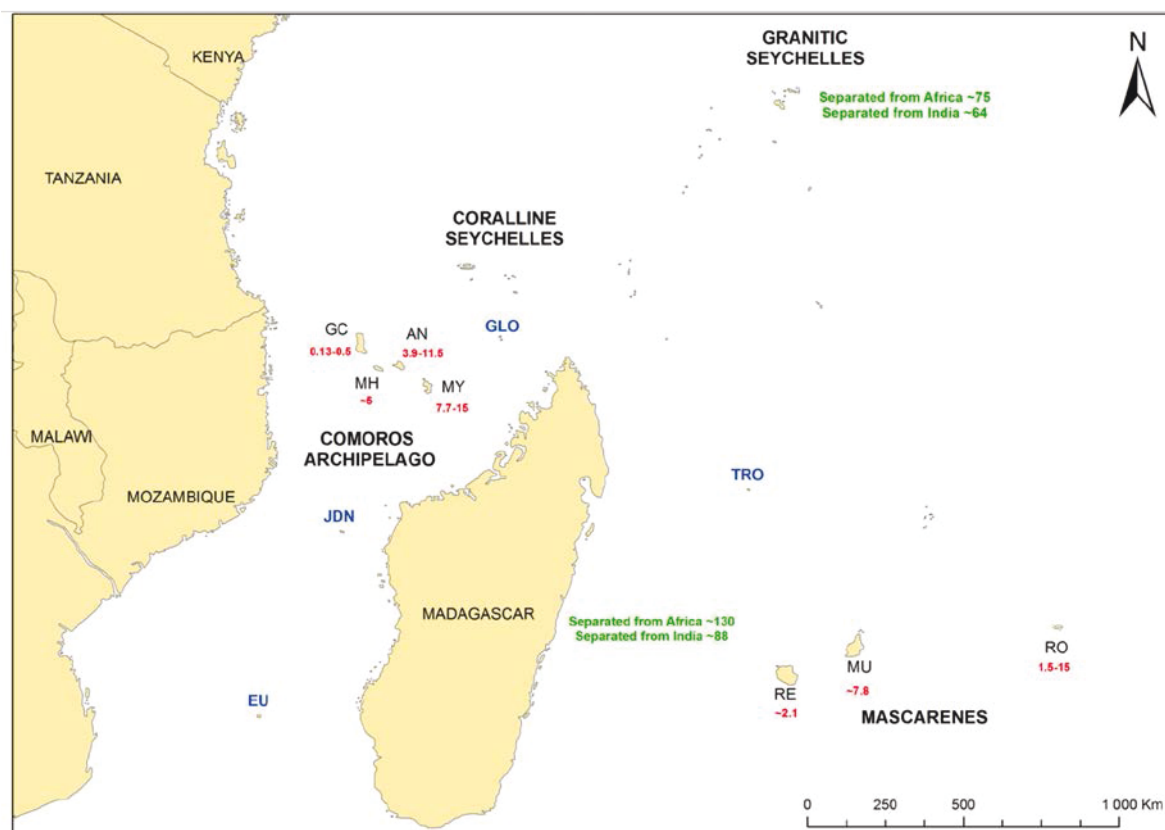 GRANITIC
SEYCHELLES
N
KENYA
Separated from Africa ~75
Separated from India ~64
TANZANIA
CORALLINE
SEYCHELLES
GC
AN
GLO
0.13-0.5
3.9-11.5
MH
MY
~5
7.7-15
MALAWI
COMOROS
ARCHIPELAGO
MOZAMBIQUE
TRO
JDN
MADAGASCAR
Separated from Africa ~130
Separated from India ~88
RO
MU
1.5-15
EU
RE
~7.8
~2.1
MASCARENES
0 250 500 1 000 Km